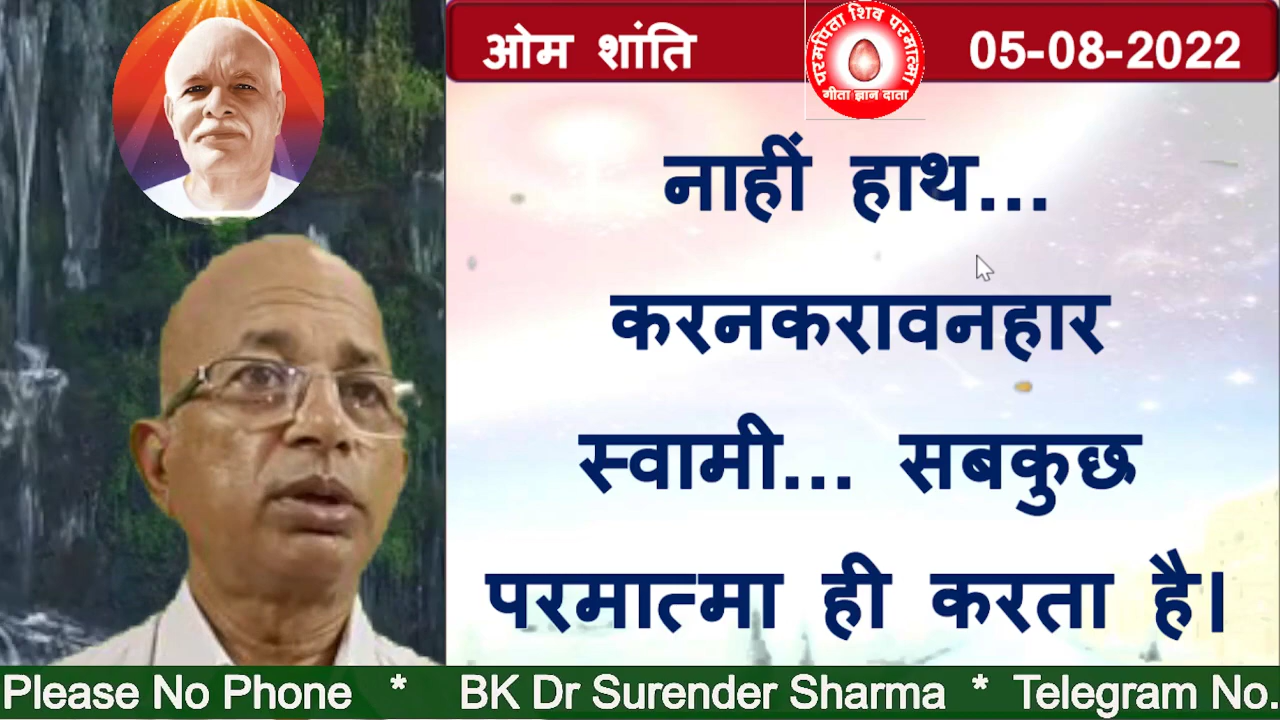 ओम शांति
परमपिता शिव परमात्मा
गीता ज्ञान दाता
05-08-2022
नाहीं हाथ...
करनकरावनहार
स्वामी... सबकुछ
परमात्मा ही करता है।
Please No Phone * BK Dr Surender Sharma * Telegram No.